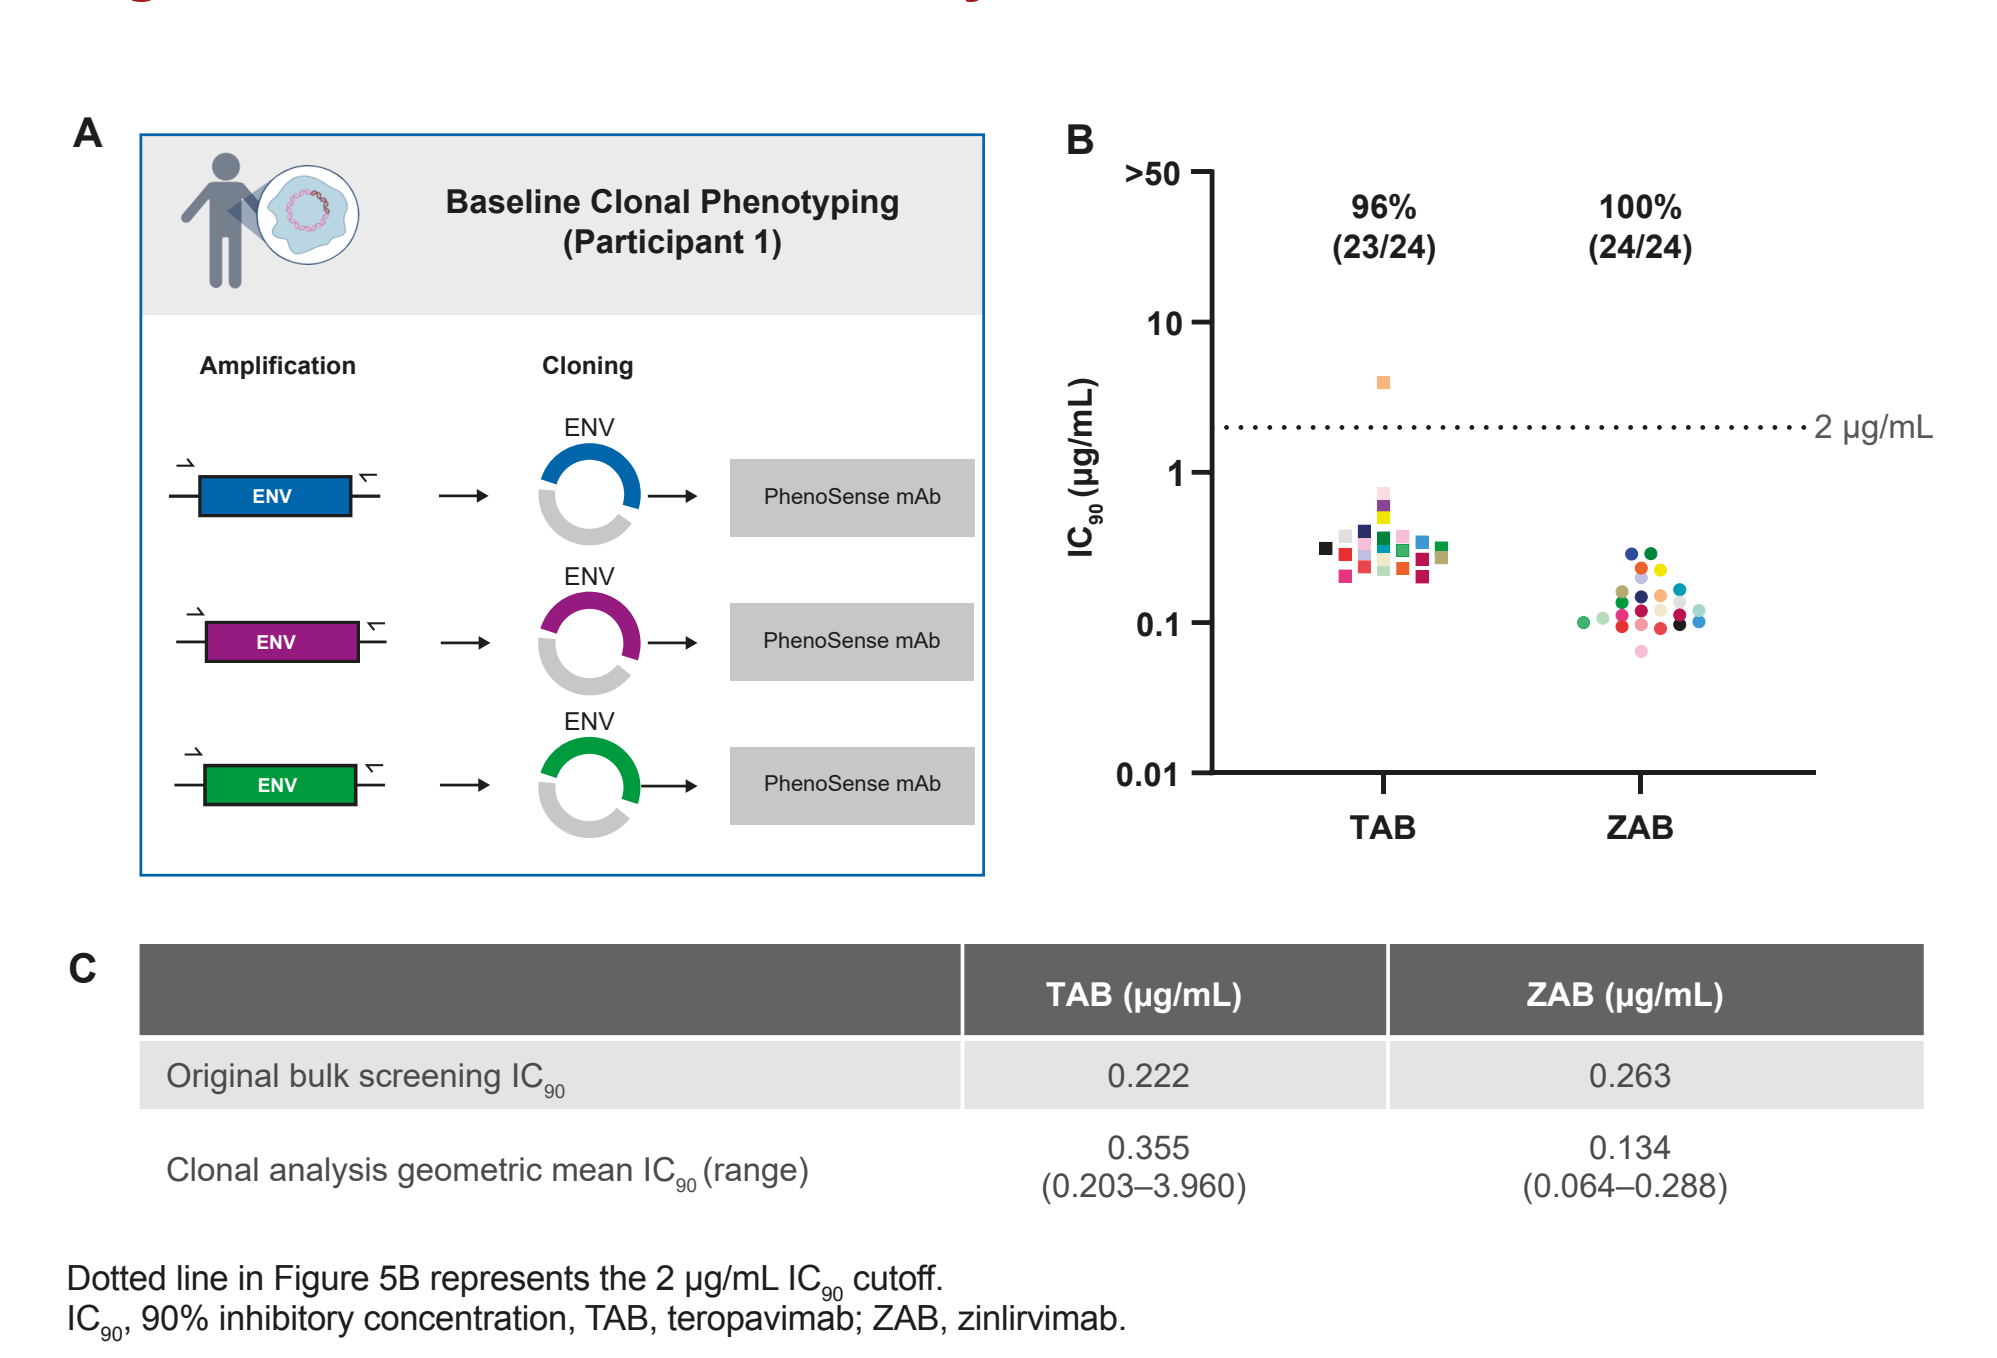 A
Baseline Clonal Phenotyping
(Participant 1)
Amplification
Cloning
ENV
ENV
PhenoSense mAb
ENV
ENV
PhenoSense mAb
ENV
ENV
PhenoSense mAb
B
>50
10
1
0.1
0.01
IC90 (µg/mL)
96%
(23/24)
100%
(24/24)
2 µg/mL
TAB
ZAB
C
TAB (µg/mL)
ZAB (µg/mL)
Original bulk screening IC90
0.222
0.263
Clonal analysis geometric mean IC90 (range)
0.355
(0.203–3.960)
0.134
(0.064–0.288)
Dotted line in Figure 5B represents the 2 µg/mL IC90 cutoff.
IC90, 90% inhibitory concentration, TAB, teropavimab; ZAB, zinlirvimab.